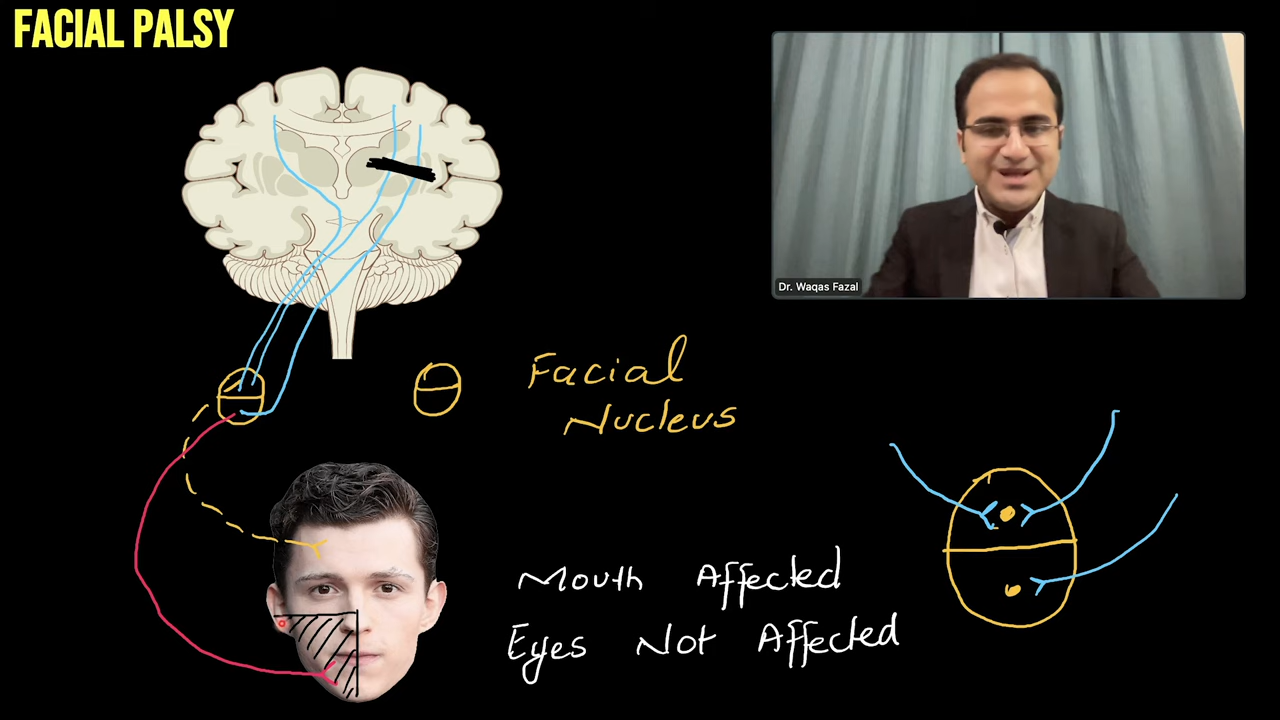 FACIAL PALSY
Dr. Waqas Fazal
Facial
Nucleus
Mouth Affected
Eyes Not Affected